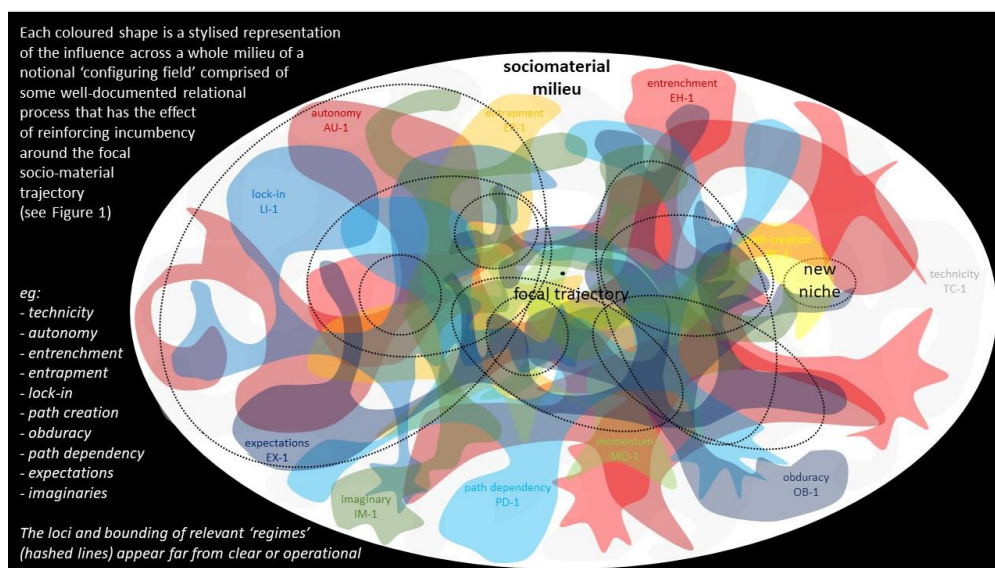 Each coloured shape is a stylised representation
of the influence across a whole milieu of a
notional 'configuring field' comprised of
some well-documented relational
process that has the effect
of reinforcing incumbency
around the focal
socio-material
trajectory
(see Figure 1)
sociomaterial
milieu
entrenchment
EH-1
autonomy
AU-1
entrapment
lock-in
LI-1
path creation
new
niche
technicity
TC-1
focal trajectory
eg:
- technicity
- autonomy
- entrenchment
- entrapment
- lock-in
- path creation
- obduracy
- path dependency
- expectations
- imaginaries
expectations
EX-1
momentum
MO-1
imaginary
IM-1
path dependency
PD-1
obduracy
OB-1
The loci and bounding of relevant 'regimes'
(hashed lines) appear far from clear or operational